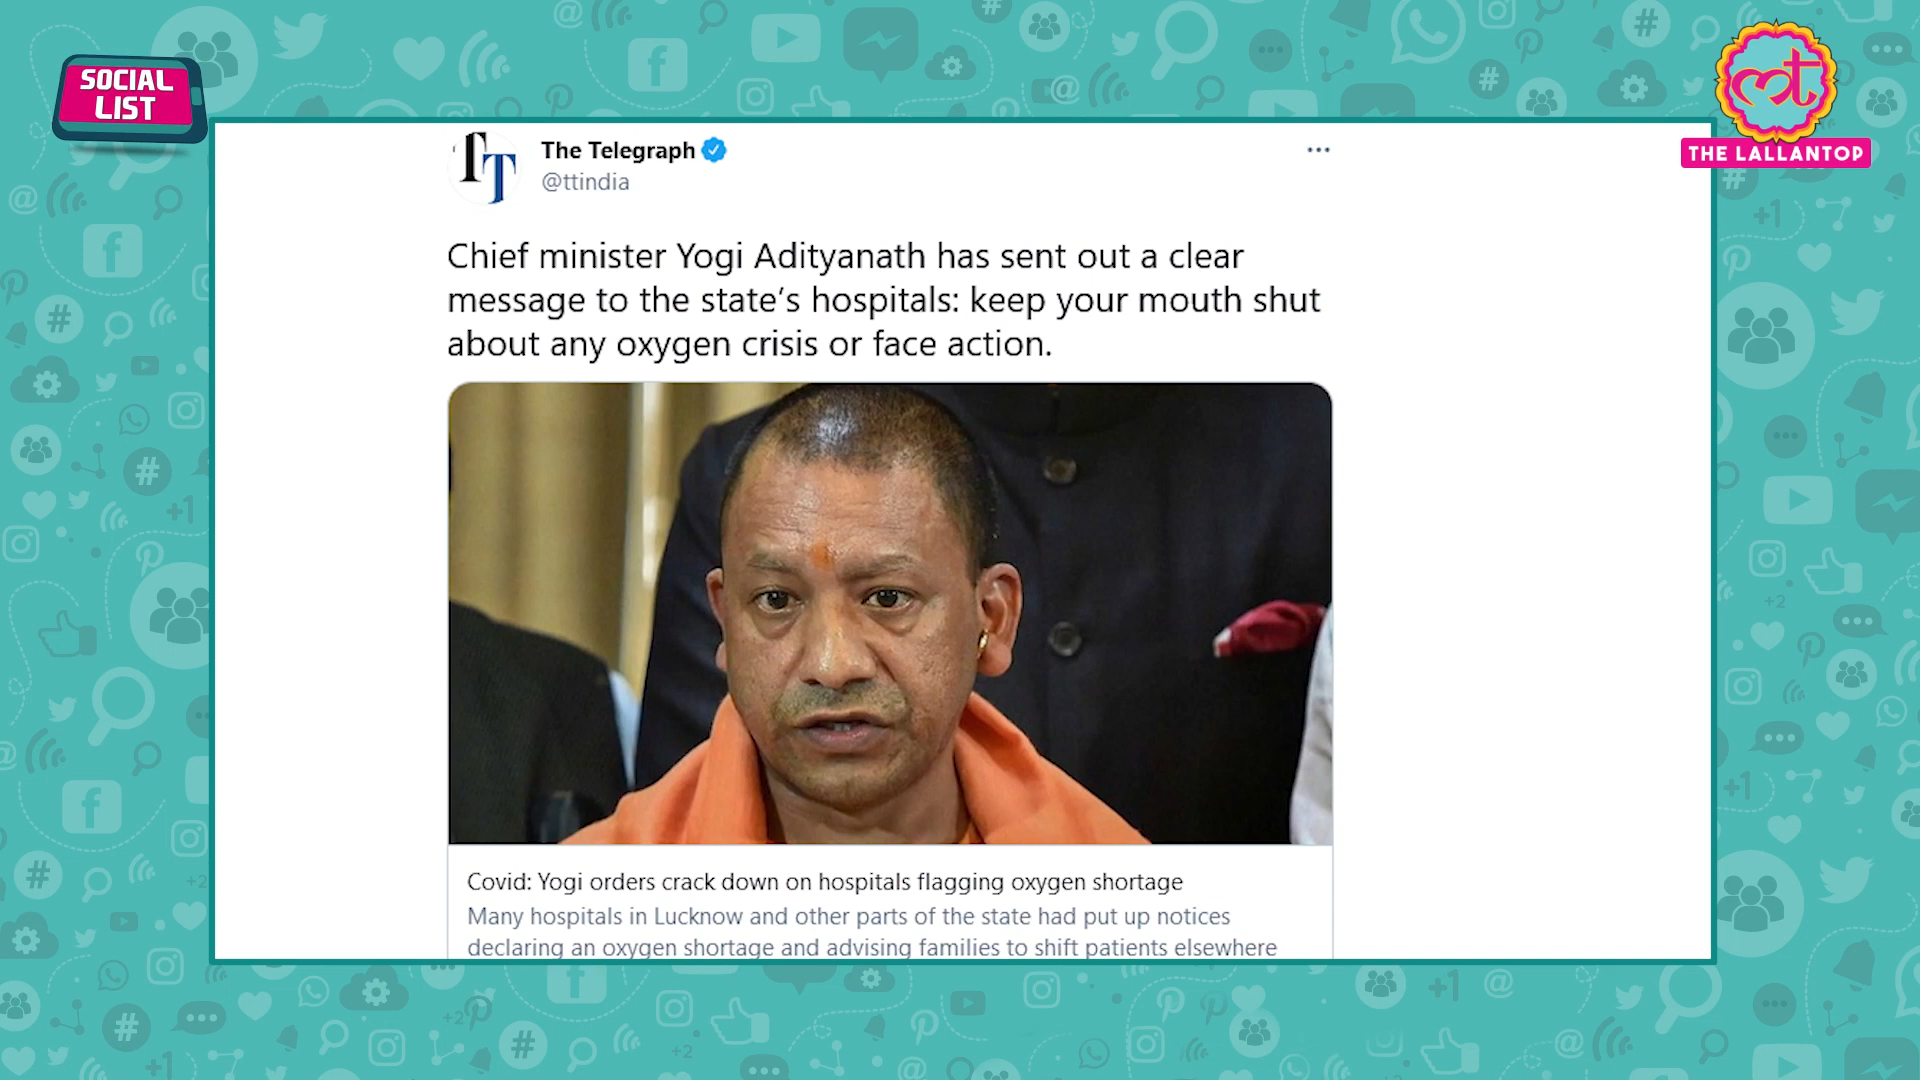 SOCIAL
LIST
THE LALLANTOP
The Telegraph
@ttindia
Chief minister Yogi Adityanath has sent out a clear
message to the state's hospitals: keep your mouth shut
about any oxygen crisis or face action.
Covid: Yogi orders crack down on hospitals flagging oxygen shortage
Many hospitals in Lucknow and other parts of the state had put up notices
declaring an oxygen shortage and advising families to shift patients elsewhere